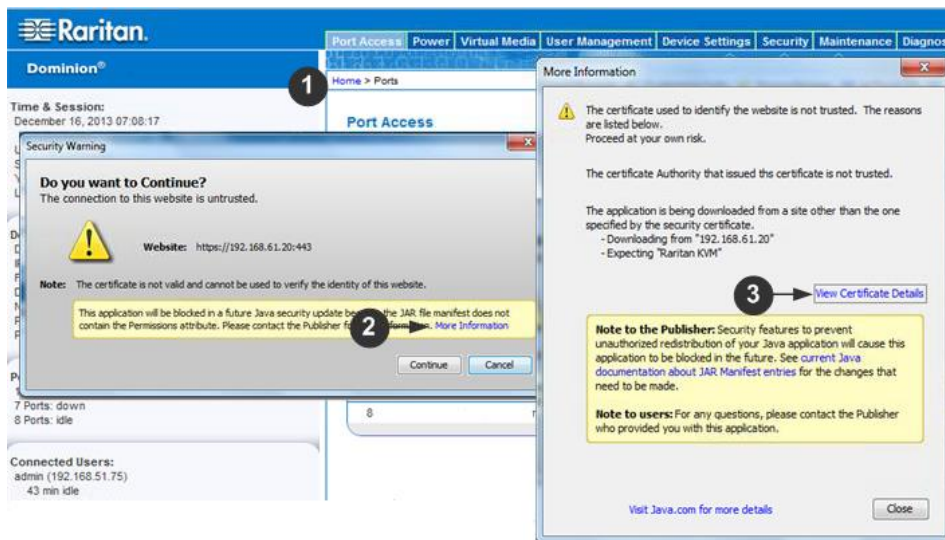 Raritan.
Dominion®
Port Access Power Virtual Media User Management Device Settings Security Maintenance
1
Home > Ports
Time & Session:
December 16, 2013 07:08:17
Port Access
Security Warning
Do you want to Continue?
The connection to this website is untrusted.
Website: https://192.168.61.20:443
Note: The certificate is not valid and cannot be used to verify the identity of this website.
This application will be blocked in a future Java security update the JAR file manifest does not
contain the Permissions attribute. Please contact the Publisher More Information
2
Continue Cancel
7 Ports: down
8 Ports: idle
8
Connected Users:
admin (192.168.51.75)
43 min idle
More Information
The certificate used to identify the website is not trusted. The reasons
are listed below.
Proceed at your own risk.
The certificate Authority that issued ths certificate is not trusted.
The application is being downloaded from a site other than the one
specified by the security certificate.
- Downloading from "192.168.61.20"
- Expecting "Raritan KVM"
3
View Certificate Details
Note to the Publisher: Security features to prevent
unauthorized redistribution of your Java application will cause this
application to be blocked in the future. See current Java
documentation about JAR Manifest entries for the changes that
need to be made.
Note to users: For any questions, please contact the Publisher
who provided you with this application.
Visit Java.com for more details
Close